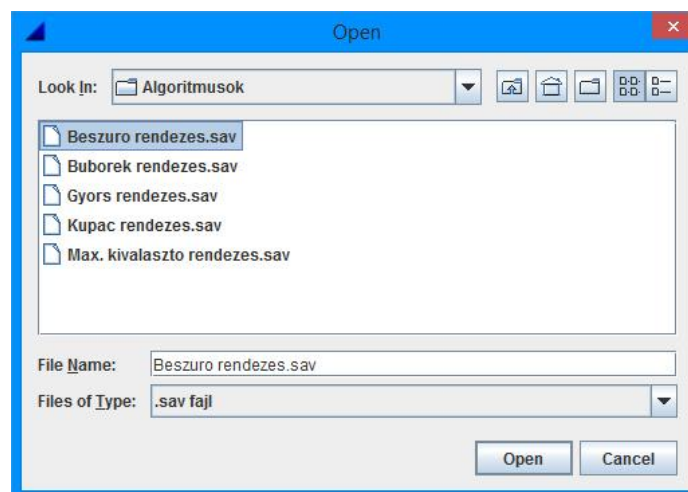 Open
Look In: Algoritmusok
Beszuro rendezes.sav
Buborek rendezes.sav
Gyors rendezes.sav
Kupac rendezes.sav
Max. kivalaszto rendezes.sav
File Name: Beszuro rendezes.sav
Files of Type: .sav fajl
Open Cancel